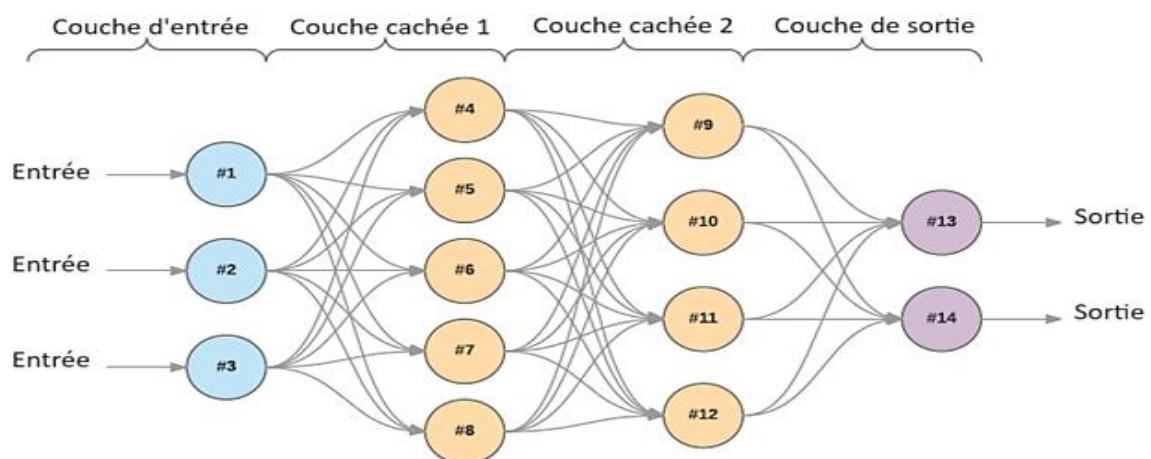 Couche d'entrée
Couche cachée 1
Couche cachée 2
Couche de sortie
Entrée
Entrée
Entrée
#1
#2
#3
#4
#5
#6
#7
#8
#9
#10
#11
#12
#13
#14
Sortie
Sortie